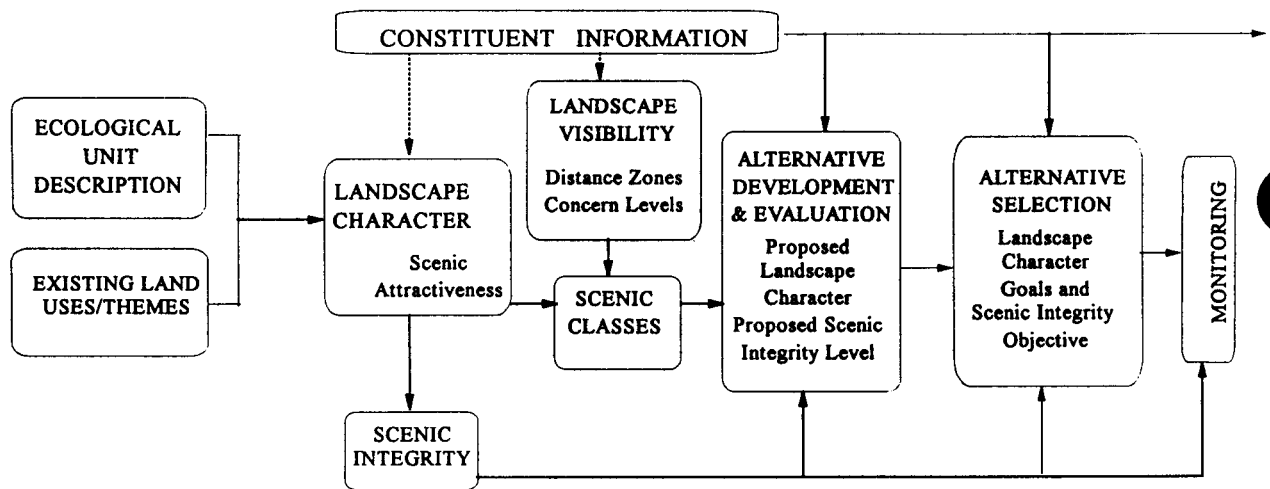 CONSTITUENT INFORMATION
ECOLOGICAL
UNIT
DESCRIPTION
EXISTING LAND
USES/THEMES
LANDSCAPE
CHARACTER
Scenic
Attractiveness
SCENIC
INTEGRITY
LANDSCAPE
VISIBILITY
Distance Zones
Concern Levels
SCENIC
CLASSES
ALTERNATIVE
DEVELOPMENT
& EVALUATION
Proposed
Landscape
Character
Proposed Scenic
Integrity Level
ALTERNATIVE
SELECTION
Landscape
Character
Goals and
Scenic Integrity
Objective
MONITORING